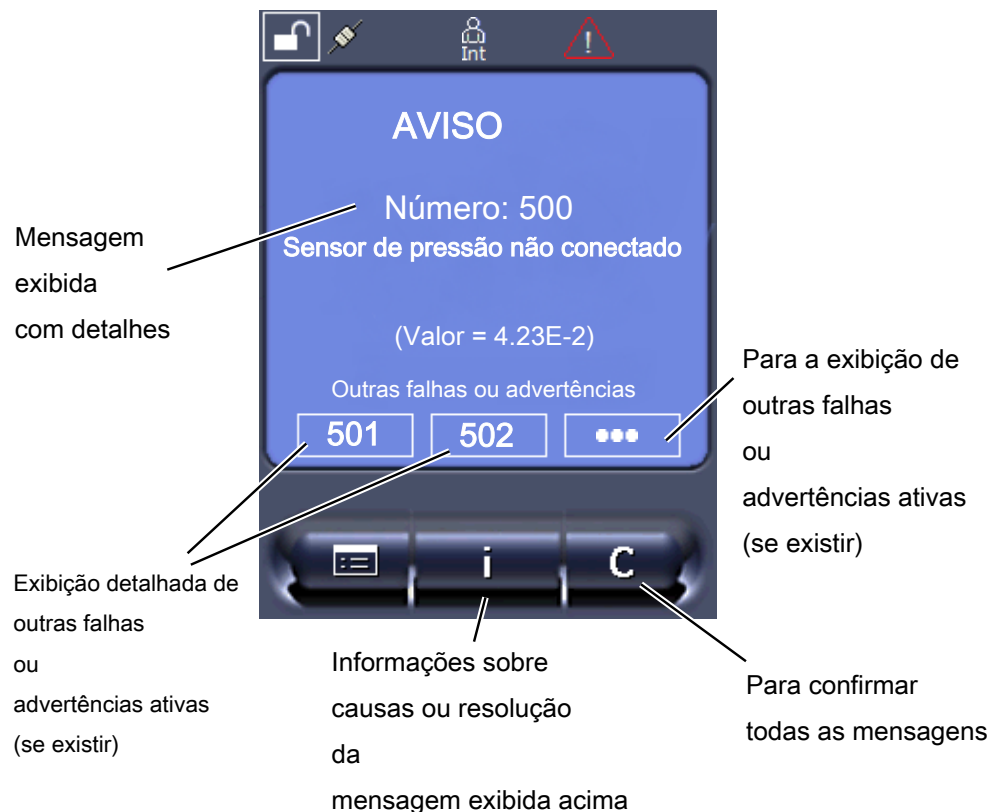 Int
!
AVISO
Número: 500
Sensor de pressão não conectado
(Valor = 4.23E-2)
Outras falhas ou advertências
501
502
•••
i
C
Mensagem
exibida
com detalhes
Para a exibição de
outras falhas
ou
advertências ativas
(se existir)
Exibição detalhada de
outras falhas
ou
advertências ativas
(se existir)
Informações sobre
causas ou resolução
da
mensagem exibida acima
Para confirmar
todas as mensagens